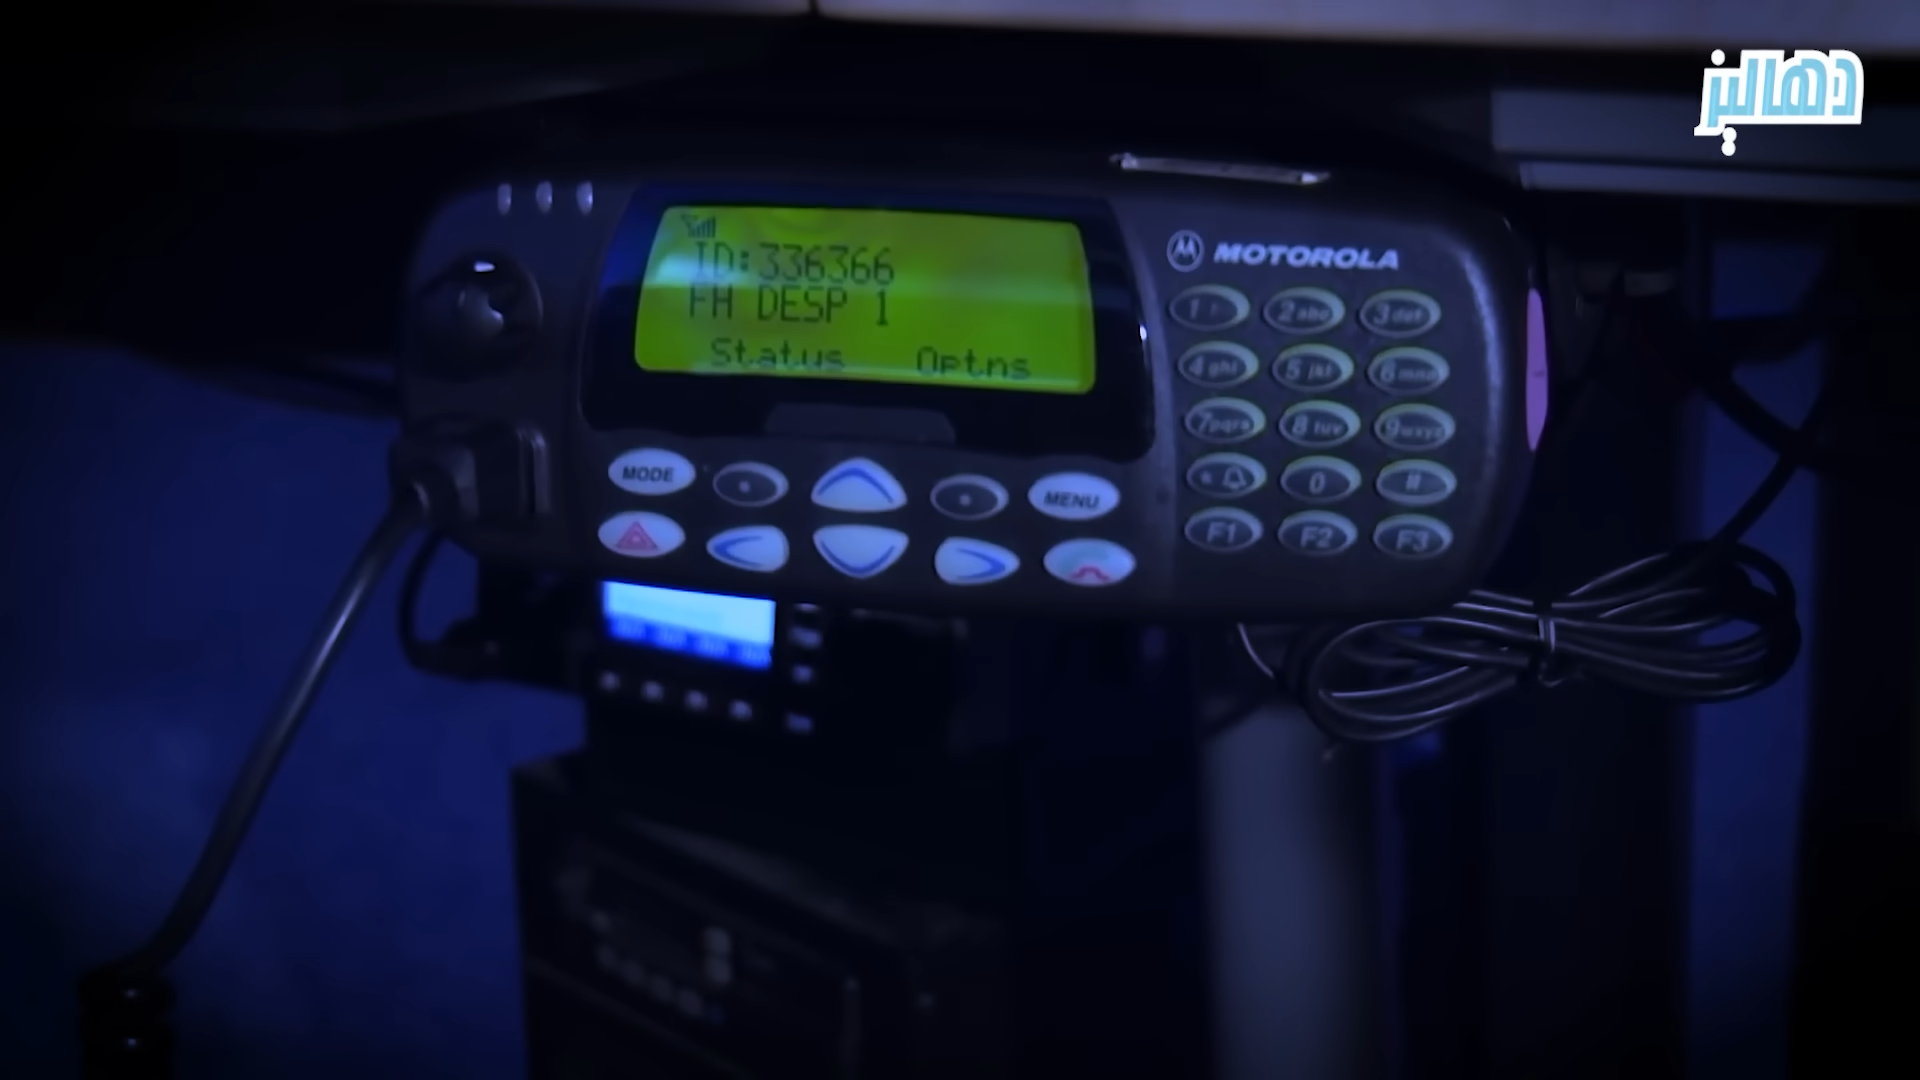 دهاليز
ID:336366
FH DESP 1
Status Optns
MOTOROLA
1 2abc 3def
4ghi 5jkl 6mno
7pqrs 8tuv 9wxyz
* 0 #
F1 F2 F3
MODE MENU